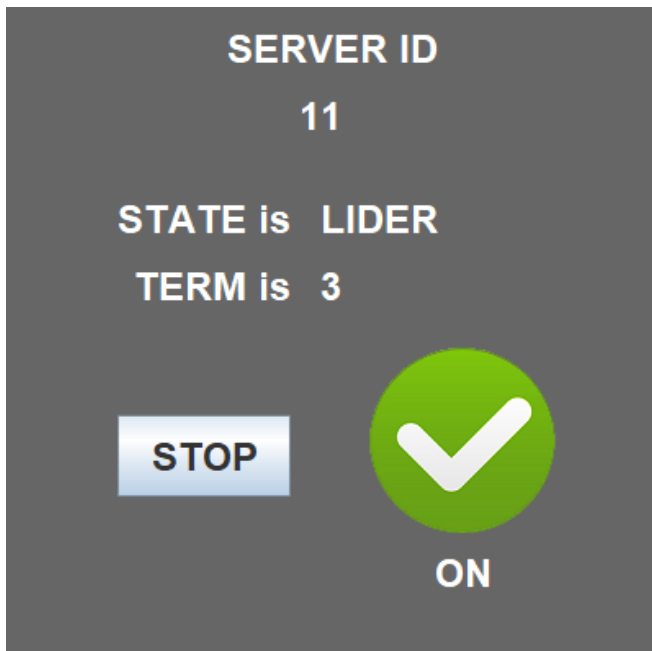 SERVER ID
11
STATE is LIDER
TERM is 3
STOP
ON